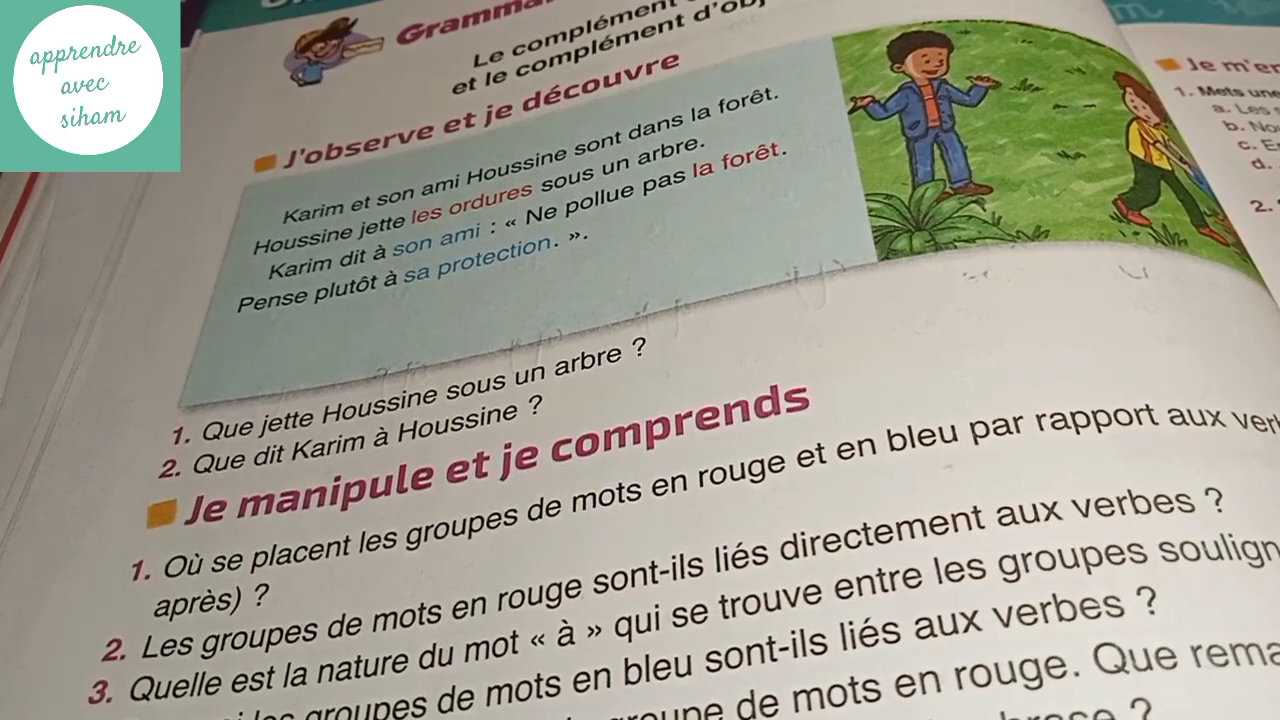 apprendre
avec
siham
Le complément
et le complément d'obj
J'observe et je découvre
Karim et son ami Houssine sont dans la forêt.
Houssine jette les ordures sous un arbre.
Karim dit à son ami : « Ne pollue pas la forêt.
Pense plutôt à sa protection. ».
1. Que jette Houssine sous un arbre ?
2. Que dit Karim à Houssine ?
Je manipule et je comprends
1. Où se placent les groupes de mots en rouge et en bleu par rapport aux
après) ?
2. Les groupes de mots en rouge sont-ils liés directement aux verbes ?
3. Quelle est la nature du mot « à » qui se trouve entre les groupes
groupes de mots en bleu sont-ils liés aux verbes ?
de mots en rouge. Que
Je
1. Mets
a. Les
b.
c.
d.
2.